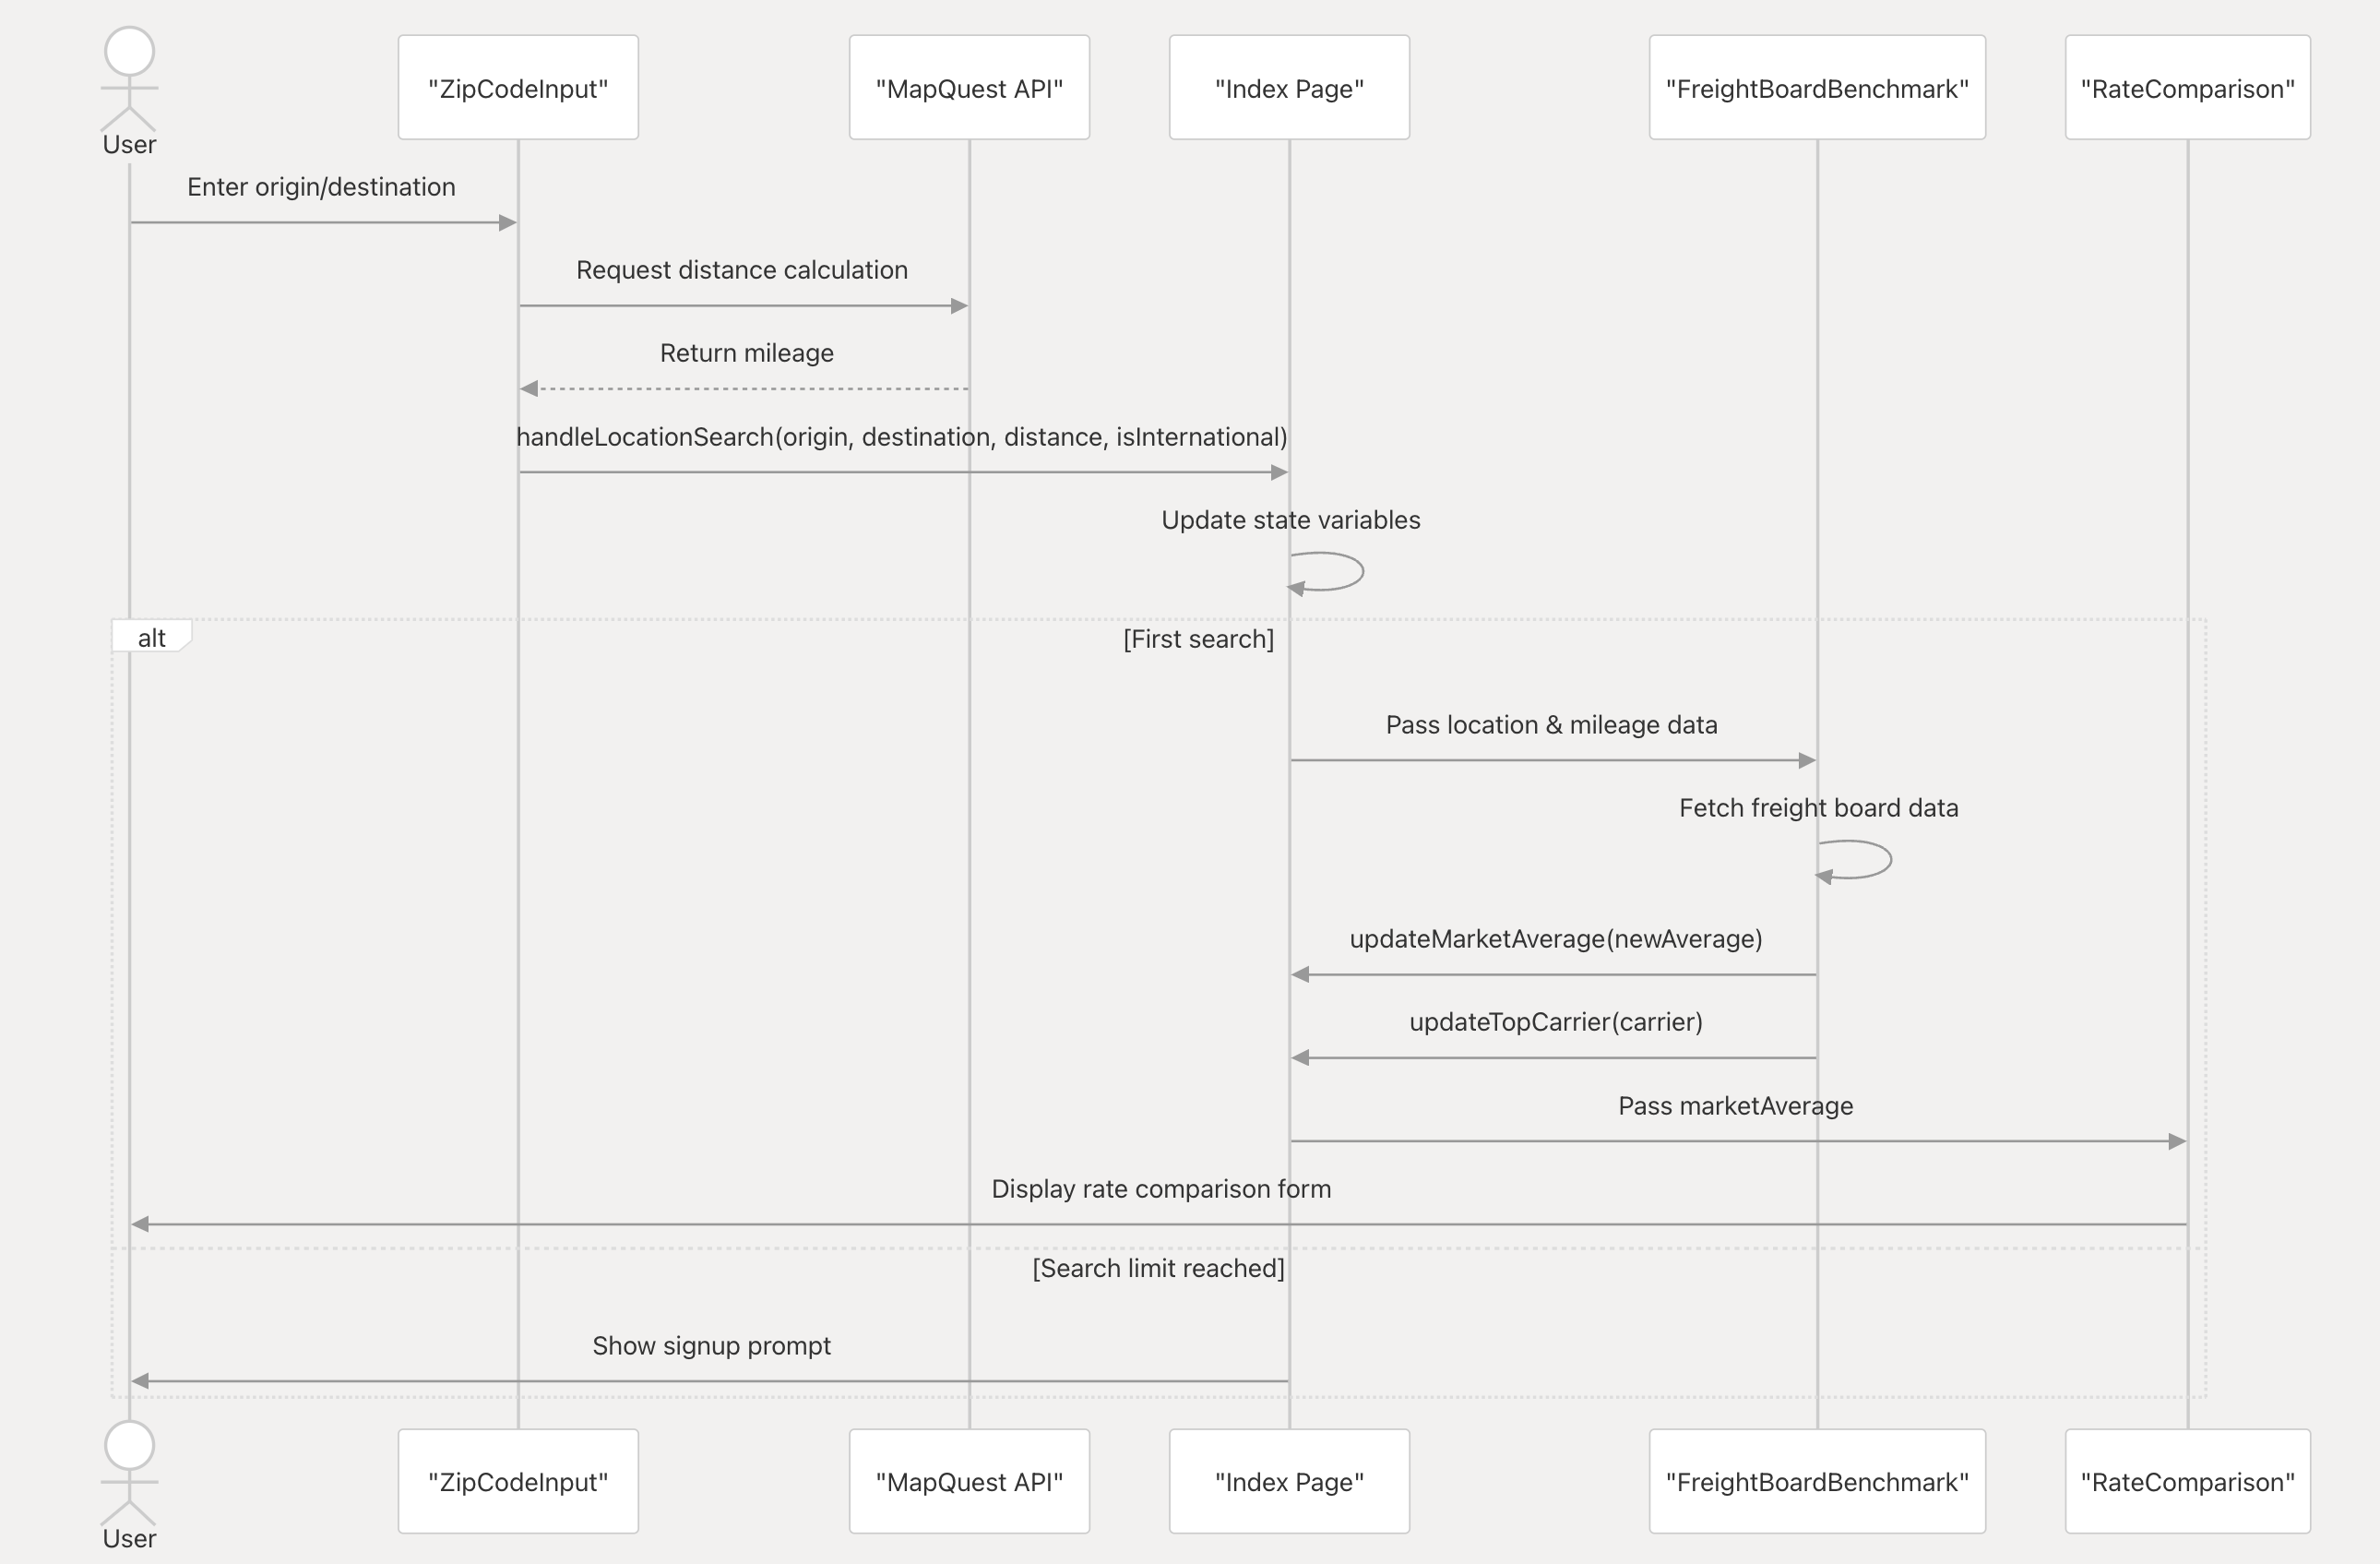 "ZipCodeInput"
"MapQuest API"
"Index Page"
"FreightBoardBenchmark"
"RateComparison"
User
Enter origin/destination
Request distance calculation
Return mileage
handleLocationSearch(origin, destination, distance, isInternational)
Update state variables
alt
[First search]
Pass location & mileage data
Fetch freight board data
updateMarketAverage(newAverage)
updateTopCarrier(carrier)
Pass marketAverage
Display rate comparison form
[Search limit reached]
Show signup prompt
"ZipCodeInput"
"MapQuest API"
"Index Page"
"FreightBoardBenchmark"
"RateComparison"
User